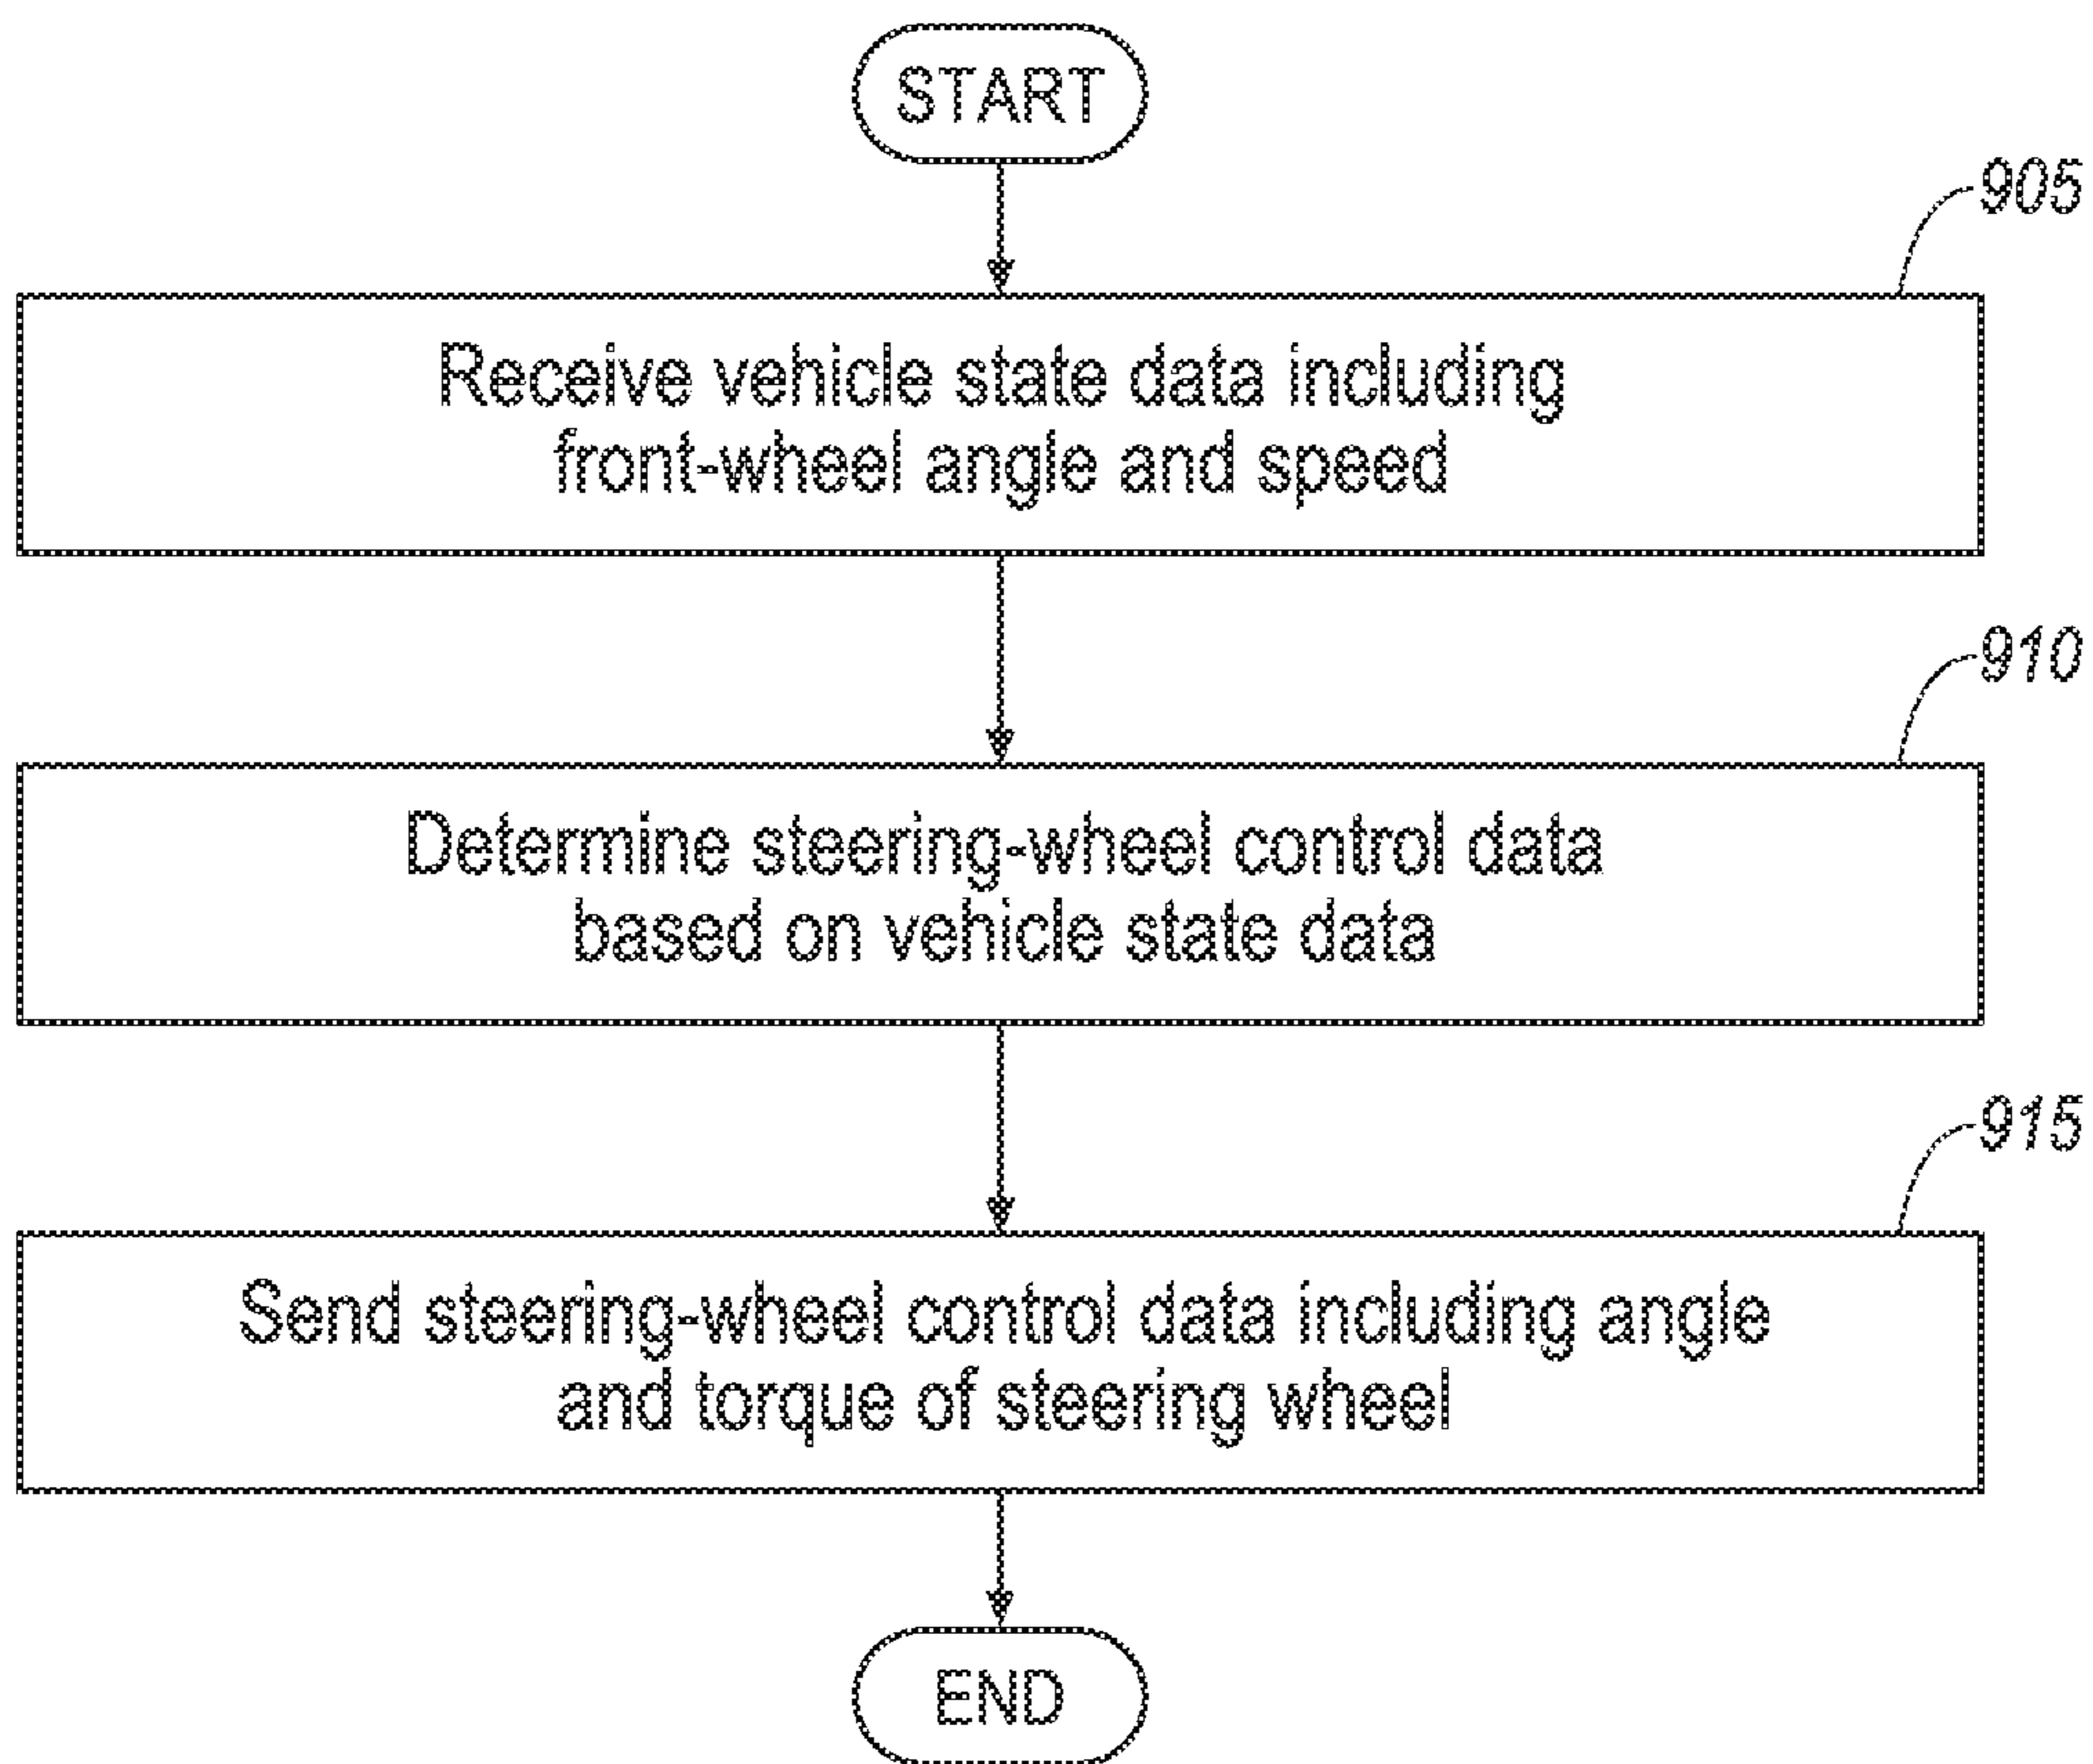 START
905
Receive vehicle state data including
front-wheel angle and speed
910
Determine steering-wheel control data
based on vehicle state data
915
Send steering-wheel control data including angle
and torque of steering wheel
END